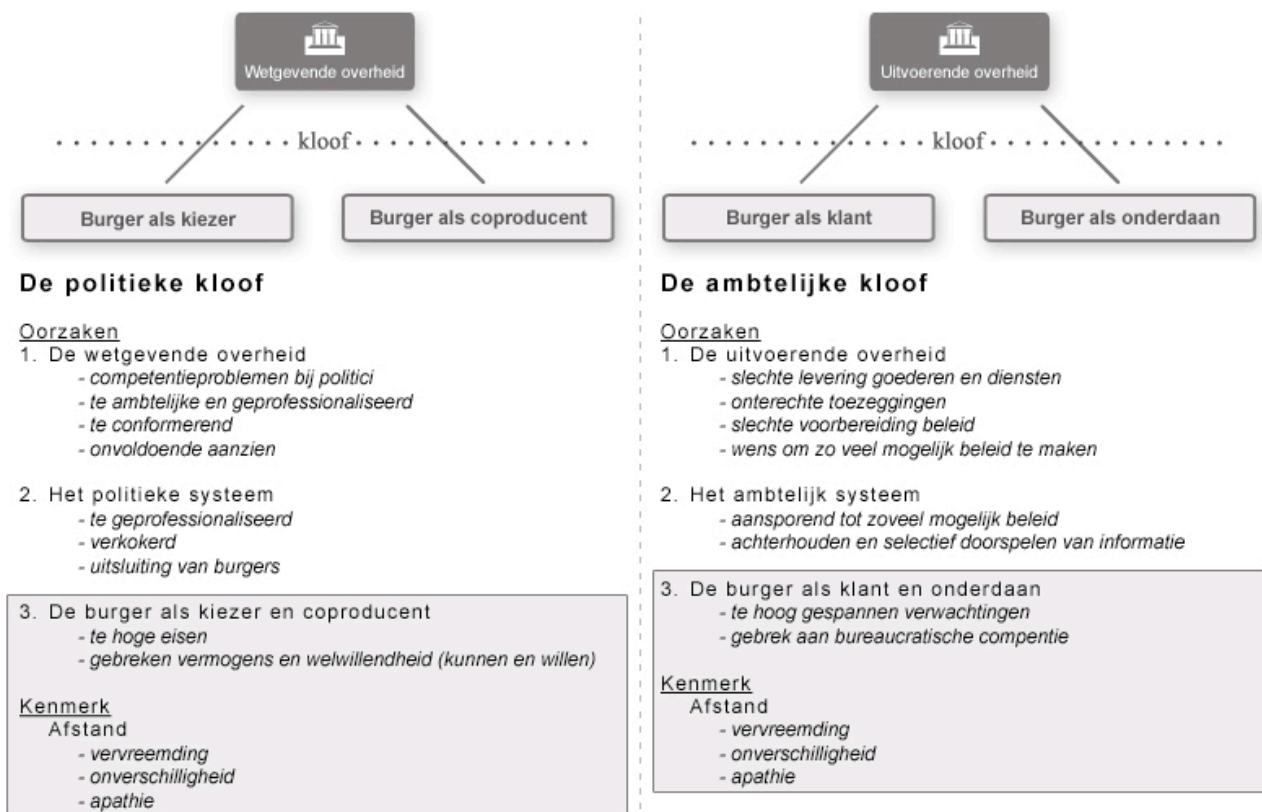 Wetgevende overheid
kloof
Burger als kiezer
Burger als coproducent
De politieke kloof
Oorzaken
1. De wetgevende overheid
- competentieproblemen bij politici
- te ambtelijke en geprofessionaliseerd
- te conformerend
- onvoldoende aanzien
2. Het politieke systeem
- te geprofessionaliseerd
- verkokerd
- uitsluiting van burgers
3. De burger als kiezer en coproducent
- te hoge eisen
- gebreken vermogens en welwillendheid (kunnen en willen)
Kenmerk
Afstand
- vervreemding
- onverschilligheid
- apathie
Uitvoerende overheid
kloof
Burger als klant
Burger als onderdaan
De ambtelijke kloof
Oorzaken
1. De uitvoerende overheid
- slechte levering goederen en diensten
- onterechte toezeggingen
- slechte voorbereiding beleid
- wens om zo veel mogelijk beleid te maken
2. Het ambtelijk systeem
- aansporend tot zoveel mogelijk beleid
- achterhouden en selectief doorspelen van informatie
3. De burger als klant en onderdaan
- te hoog gespannen verwachtingen
- gebrek aan bureaucratische compentie
Kenmerk
Afstand
- vervreemding
- onverschilligheid
- apathie